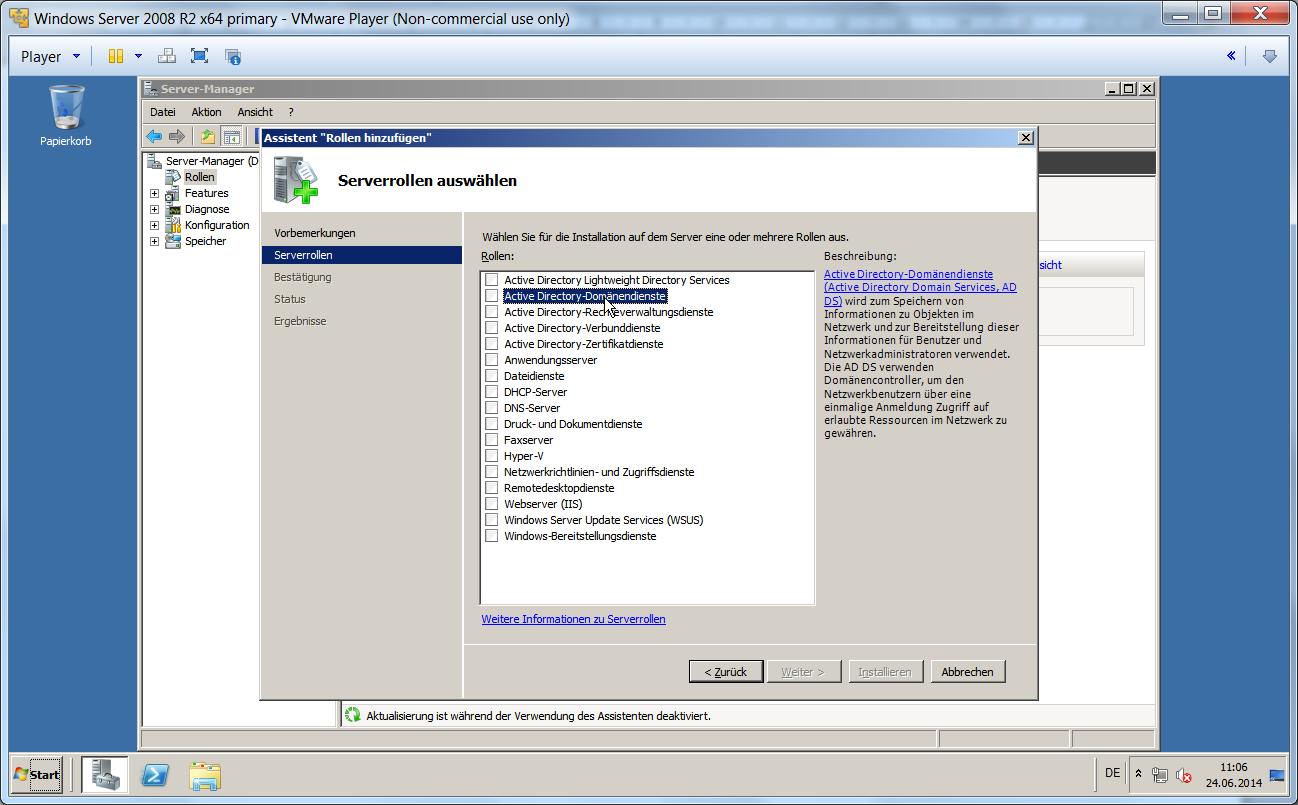 Windows Server 2008 R2 x64 primary - VMware Player (Non-commercial use only)
Player
Papierkorb
Server-Manager
Datei Aktion Ansicht ?
Server-Manager (D
Rollen
Features
Diagnose
Konfiguration
Speicher
Assistent "Rollen hinzufügen"
Serverrollen auswählen
Vorbemerkungen
Serverrollen
Bestätigung
Status
Ergebnisse
Wählen Sie für die Installation auf dem Server eine oder mehrere Rollen aus.
Rollen:
Active Directory Lightweight Directory Services
Active Directory-Domänendienste
Active Directory-Rechteverwaltungsdienste
Active Directory-Verbunddienste
Active Directory-Zertifikatdienste
Anwendungsserver
Dateidienste
DHCP-Server
DNS-Server
Druck- und Dokumentdienste
Faxserver
Hyper-V
Netzwerkrichtlinien- und Zugriffsdienste
Remotedesktopdienste
Webserver (IIS)
Windows Server Update Services (WSUS)
Windows-Bereitstellungsdienste
Weitere Informationen zu Serverrollen
Beschreibung:
Active Directory-Domänendienste
(Active Directory Domain Services, AD
DS) wird zum Speichern von
Informationen zu Objekten im
Netzwerk und zur Bereitstellung dieser
Informationen für Benutzer und
Netzwerkadministratoren verwendet.
Die AD DS verwenden
Domänencontroller, um den
Netzwerkbenutzern über eine
einmalige Anmeldung Zugriff auf
erlaubte Ressourcen im Netzwerk zu
gewähren.
sicht
< Zurück Weiter > Installieren Abbrechen
Aktualisierung ist während der Verwendung des Assistenten deaktiviert.
Start
DE
11:06
24.06.2014